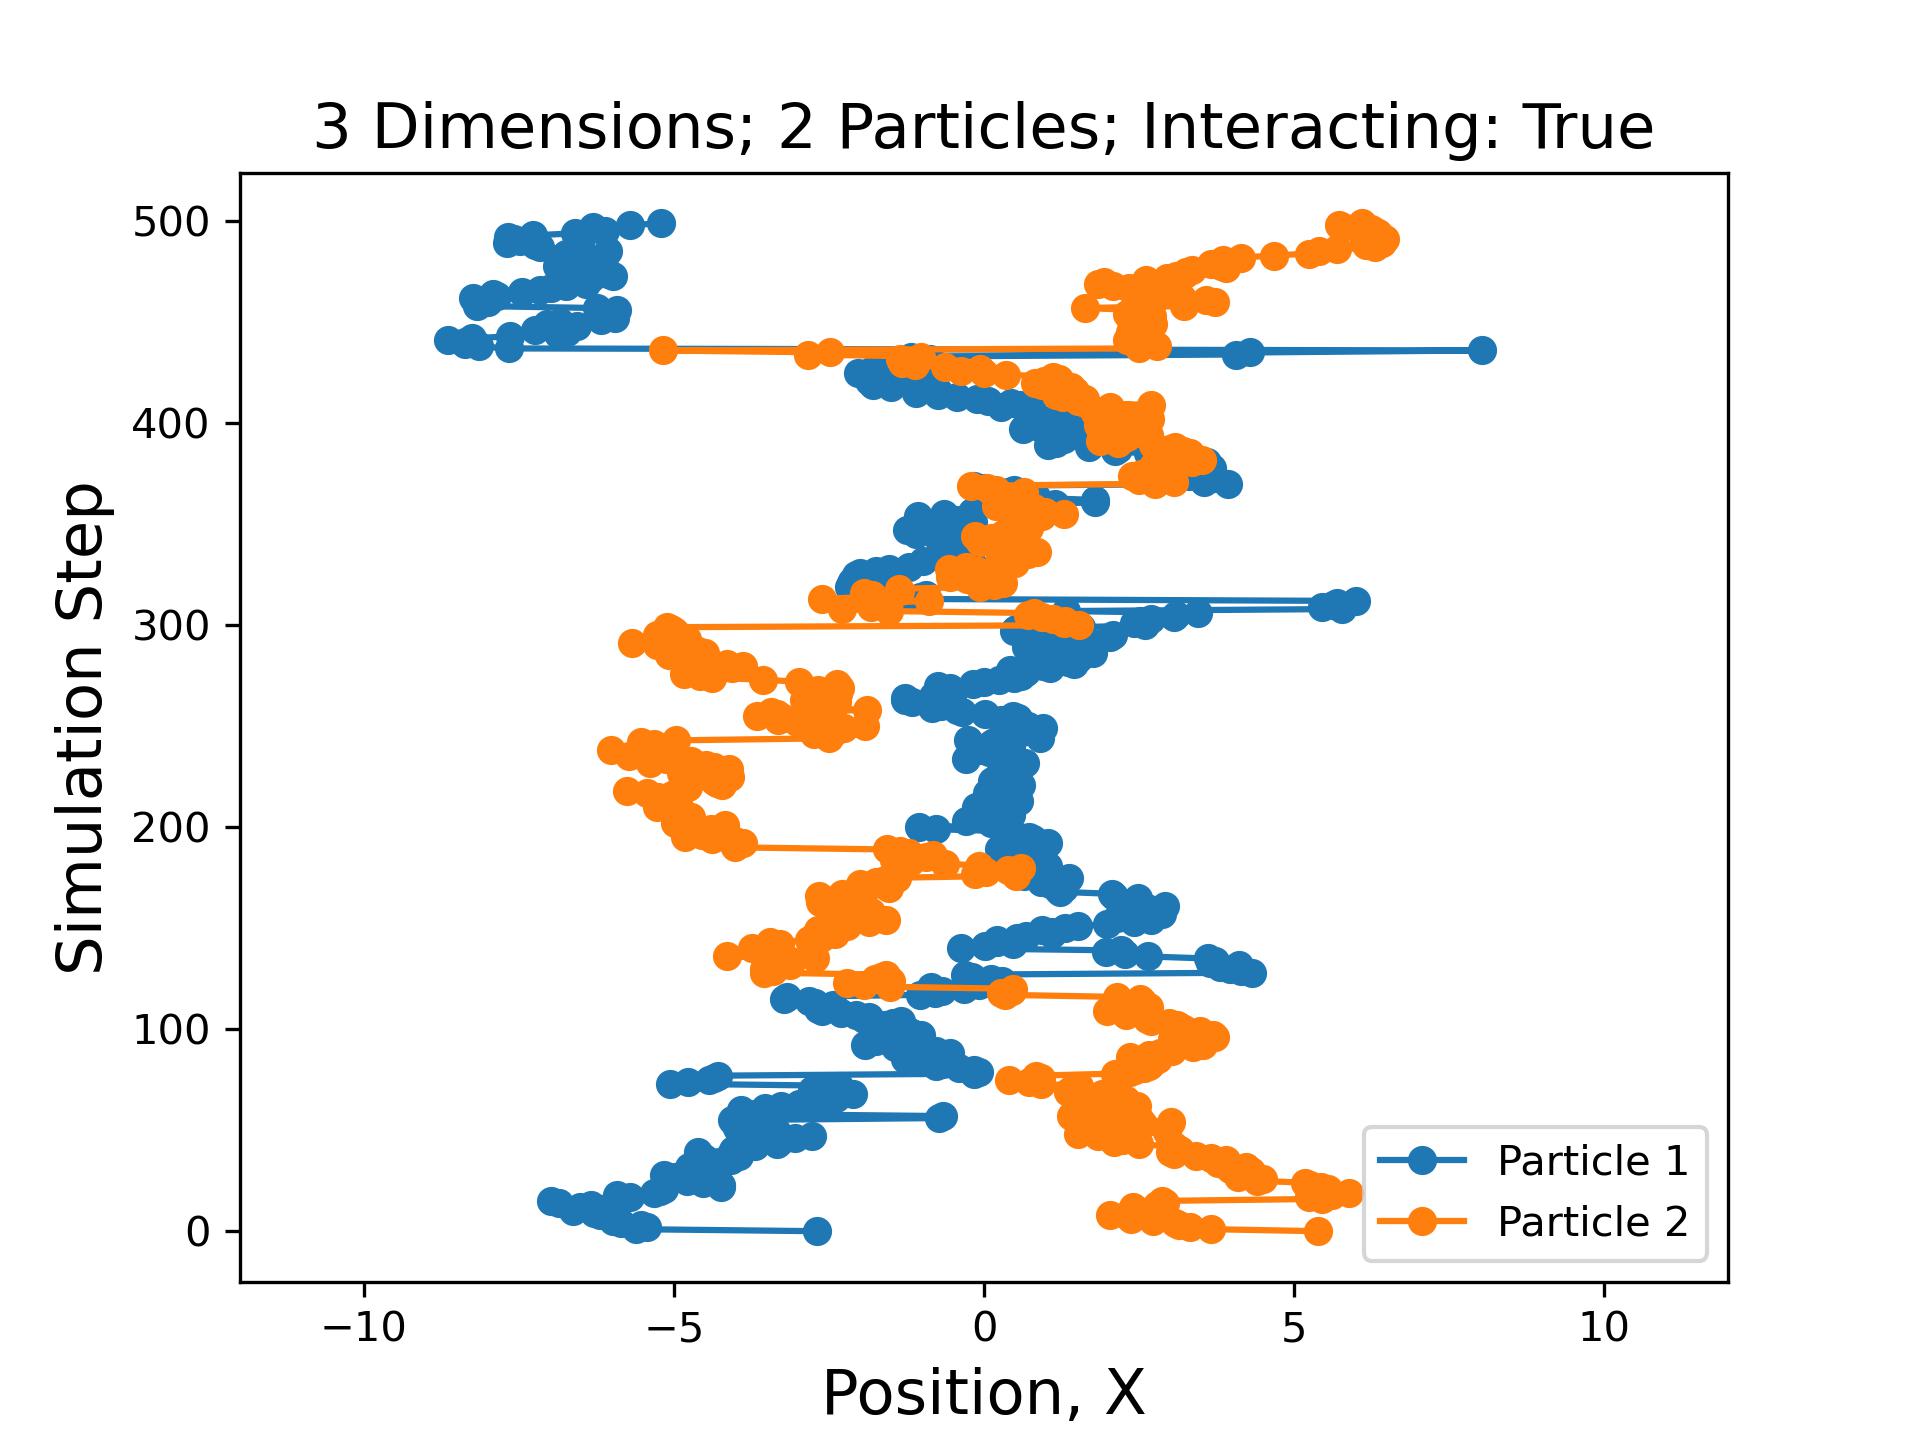 3 Dimensions; 2 Particles; Interacting: True
Simulation Step
500
400
300
200
100
0
−10
−5
0
5
10
Position, X
Particle 1
Particle 2